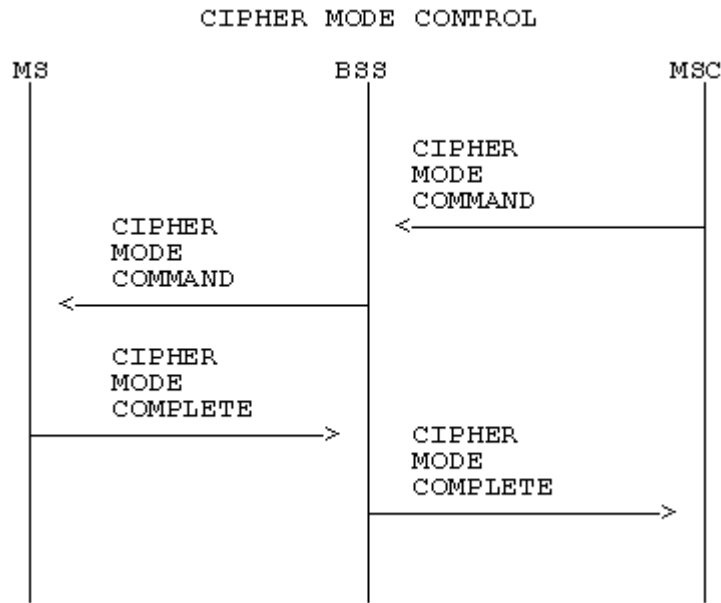 CIPHER MODE CONTROL
MS BSS MSC
CIPHER
MODE
COMMAND
CIPHER
MODE
COMMAND
CIPHER
MODE
COMPLETE
CIPHER
MODE
COMPLETE